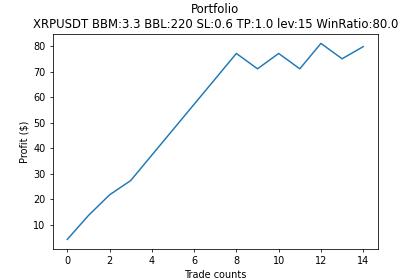 Portfolio
XRPUSDT BBM:3.3 BBL:220 SL:0.6 TP:1.0 lev:15 WinRatio:80.0
80
70
60
50
40
30
20
10
Profit ($)
0 2 4 6 8 10 12 14
Trade counts